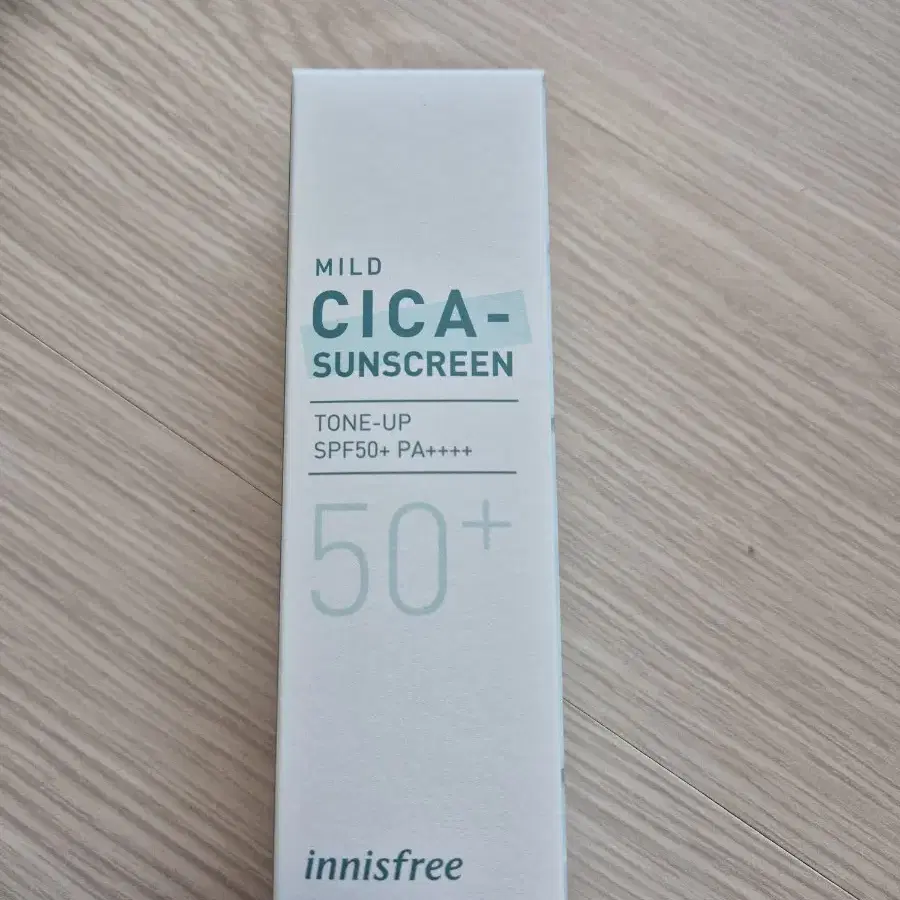 MILD
CICA-
SUNSCREEN
TONE-UP
SPF50+ PA++++
50+
innisfree